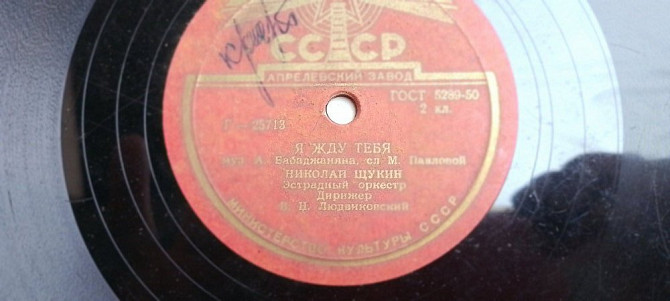 СССР
АПРЕЛЕВСКИЙ ЗАВОД
ГОСТ 5289-50
2 кл.
25713
Я ЖДУ ТЕБЯ
муз А. Бабаджаняна, сл М. Павловой
НИКОЛАЙ ЩУКИН
Эстрадный оркестр
Дирижер
В. Н. Людвиковский
МИНИСТЕРСТВО КУЛЬТУРЫ СССР